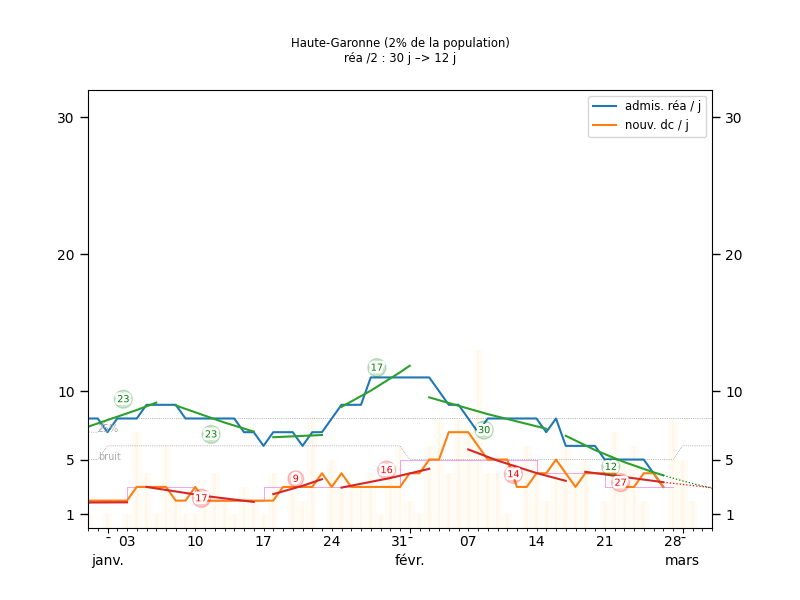 Haute-Garonne (2% de la population)
réa /2 : 30 j –> 12 j
admis. réa / j
nouv. dc / j
30 30
20 20
10 10
5 5
1 1
25%
bruit
23 23 17 30 12
17 9 16 14 27
- 03 10 17 24 31- 07 14 21 28-
janv. févr. mars